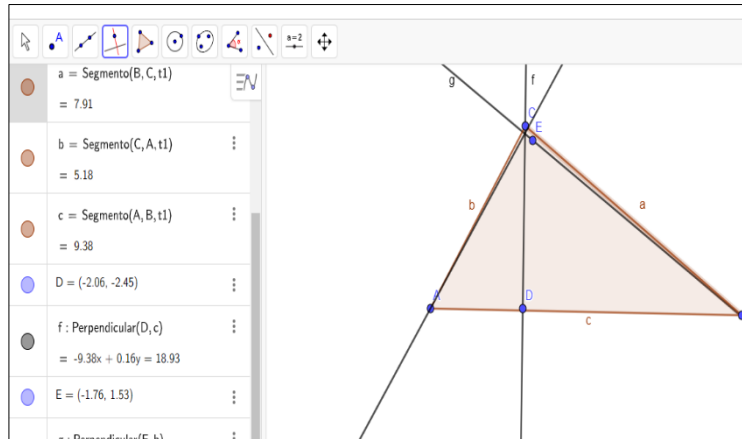 A
a=2
a = Segmento(B, C, t1)
= 7.91
b = Segmento(C, A, t1)
= 5.18
c = Segmento(A, B, t1)
= 9.38
D = (-2.06, -2.45)
f : Perpendicular(D, c)
= -9.38x + 0.16y = 18.93
E = (-1.76, 1.53)
g : Perpendicular(E, b)
g
f
C
E
b
a
A
D
c